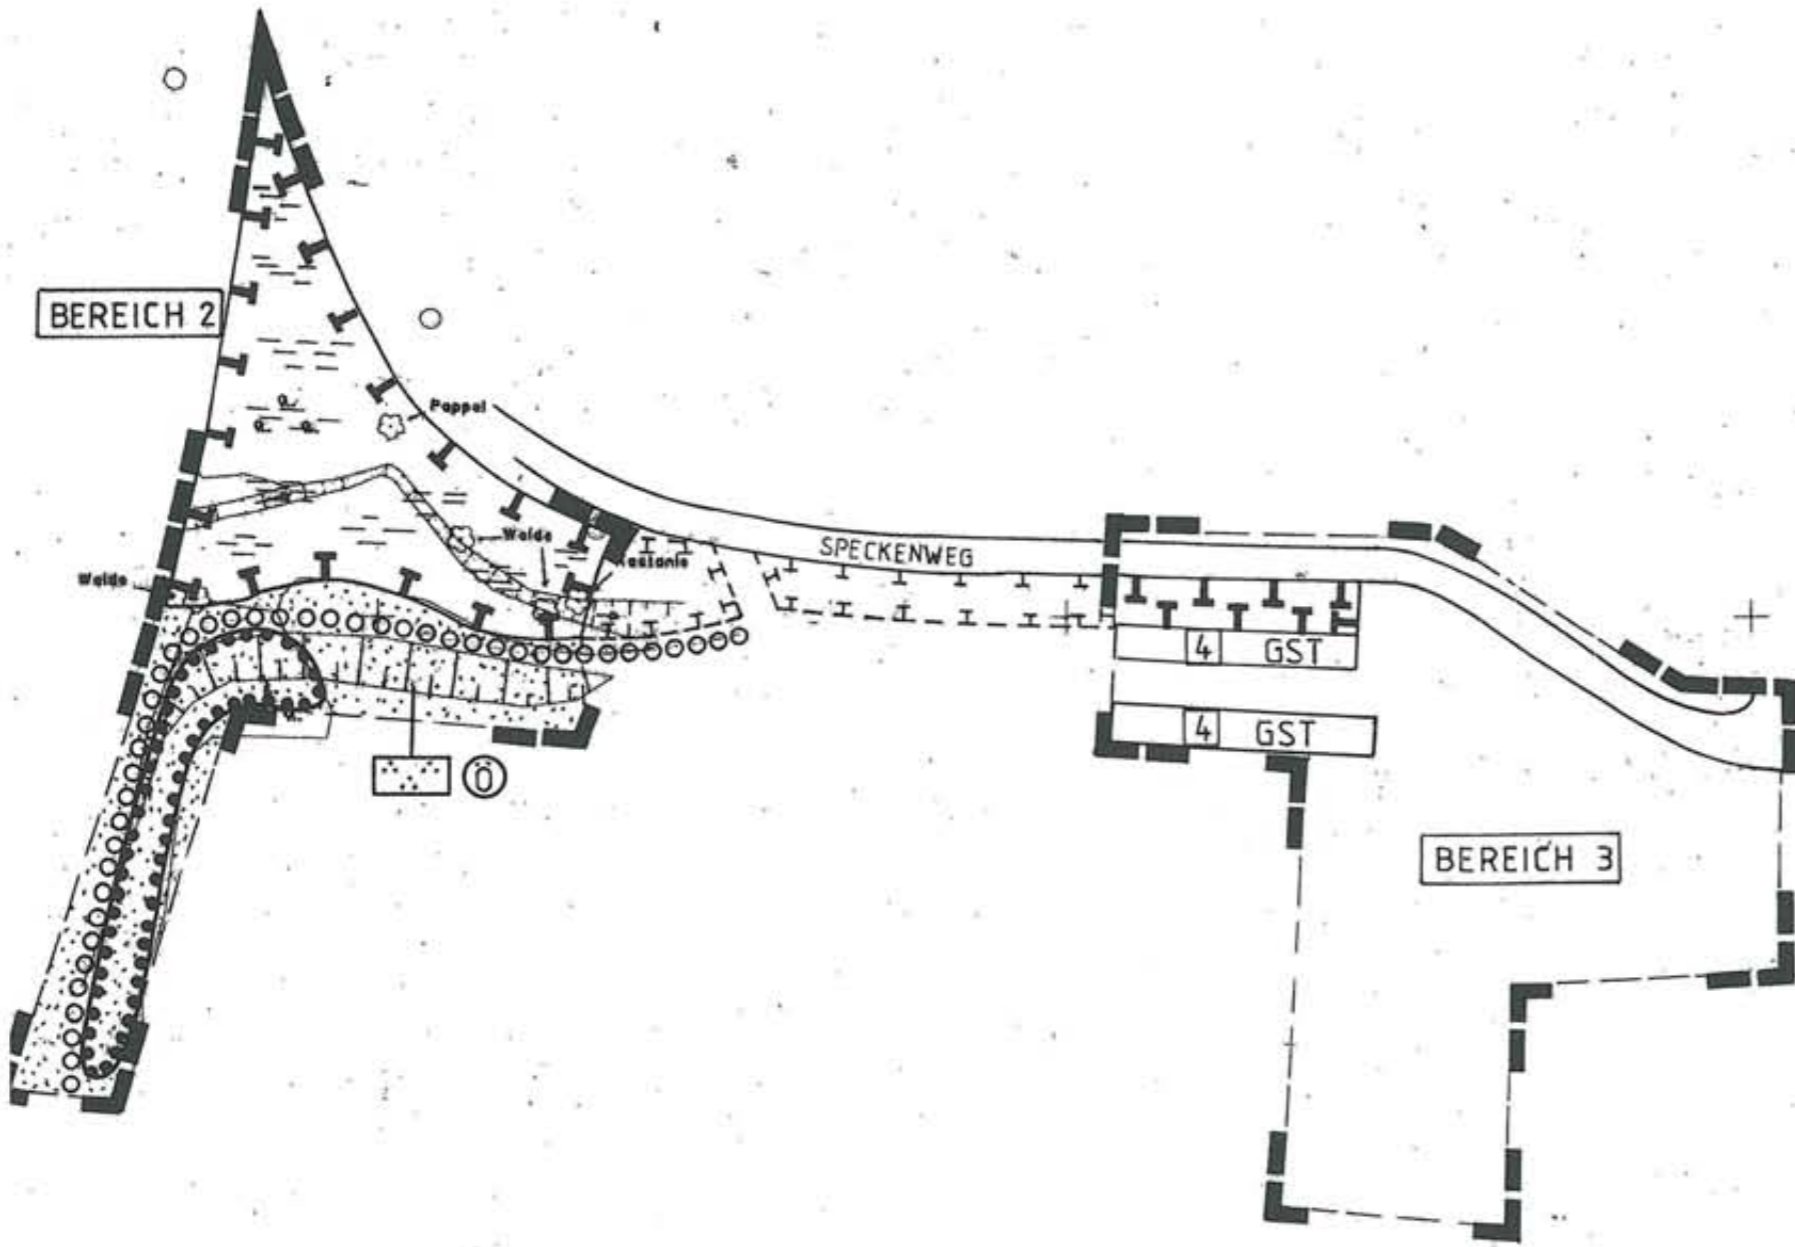 BEREICH 2
Pappel
Weide
Kastanie
Weide
SPECKENWEG
4 GST
4 GST
Ö
BEREICH 3